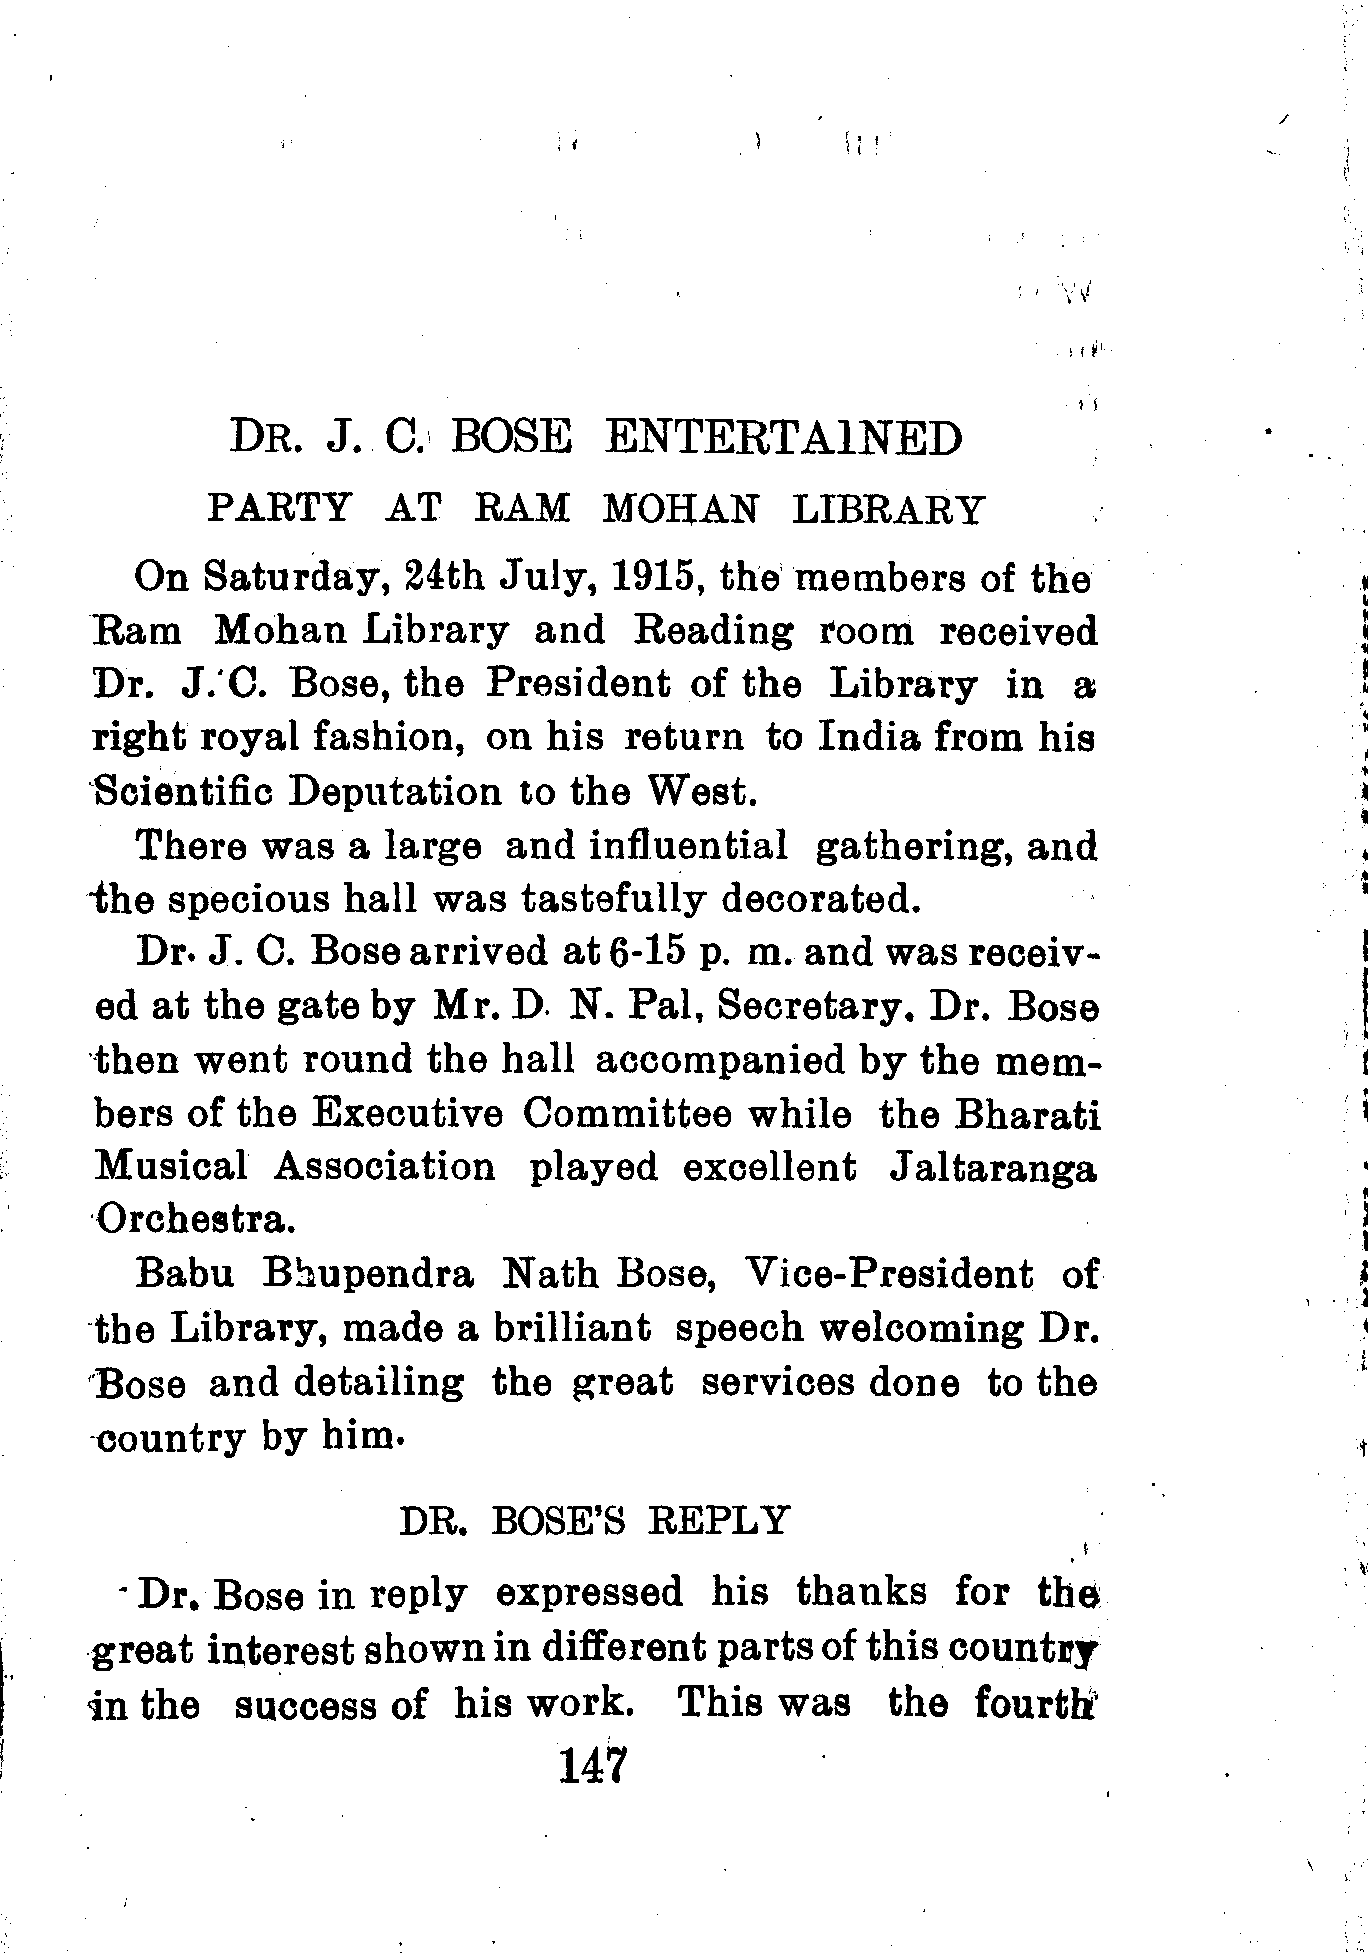 DR. J. C. BOSE ENTERTA1NED
PARTY AT RAM MOHAN LIBRARY
On Saturday, 24th July, 1915, the members of the
Ram Mohan Library and Reading room received
Dr. J. C. Bose, the President of the Library in a
right royal fashion, on his return to India from his
Scientific Deputation to the West.
There was a large and influential gathering, and
the specious hall was tastefully decorated.
Dr. J. C. Bose arrived at 6-15 p. m. and was receiv-
ed at the gate by Mr. D. N. Pal, Secretary. Dr. Bose
then went round the hall accompanied by the mem-
bers of the Executive Committee while the Bharati
Musical Association played excellent Jaltaranga
Orchestra.
Babu Bhupendra Nath Bose, Vice-President of
the Library, made a brilliant speech welcoming Dr.
Bose and detailing the great services done to the
country by him.
DR. BOSE'S REPLY
Dr. Bose in reply expressed his thanks for the
great interest shown in different parts of this country
in the success of his work. This was the fourth
147